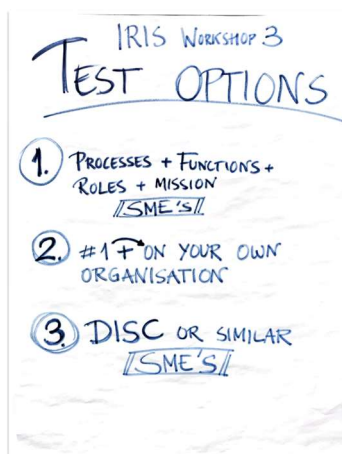 IRIS WORKSHOP 3
TEST OPTIONS
1. PROCESSES + FUNCTIONS +
ROLES + MISSION
SME'S
2. #1 + ON YOUR OWN
ORGANISATION
3. DISC OR SIMILAR
SME'S